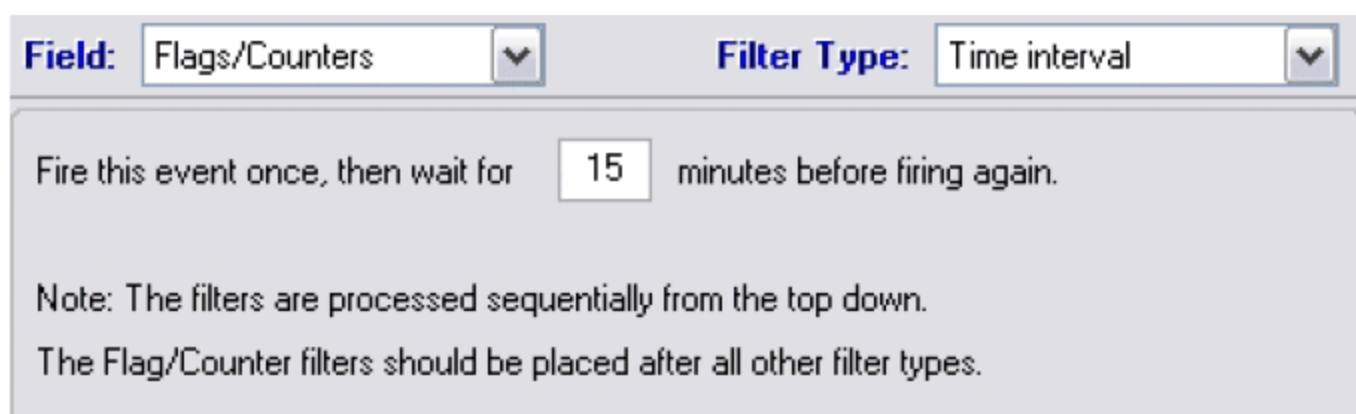 Field: Flags/Counters Filter Type: Time interval
Fire this event once, then wait for 15 minutes before firing again.
Note: The filters are processed sequentially from the top down.
The Flag/Counter filters should be placed after all other filter types.